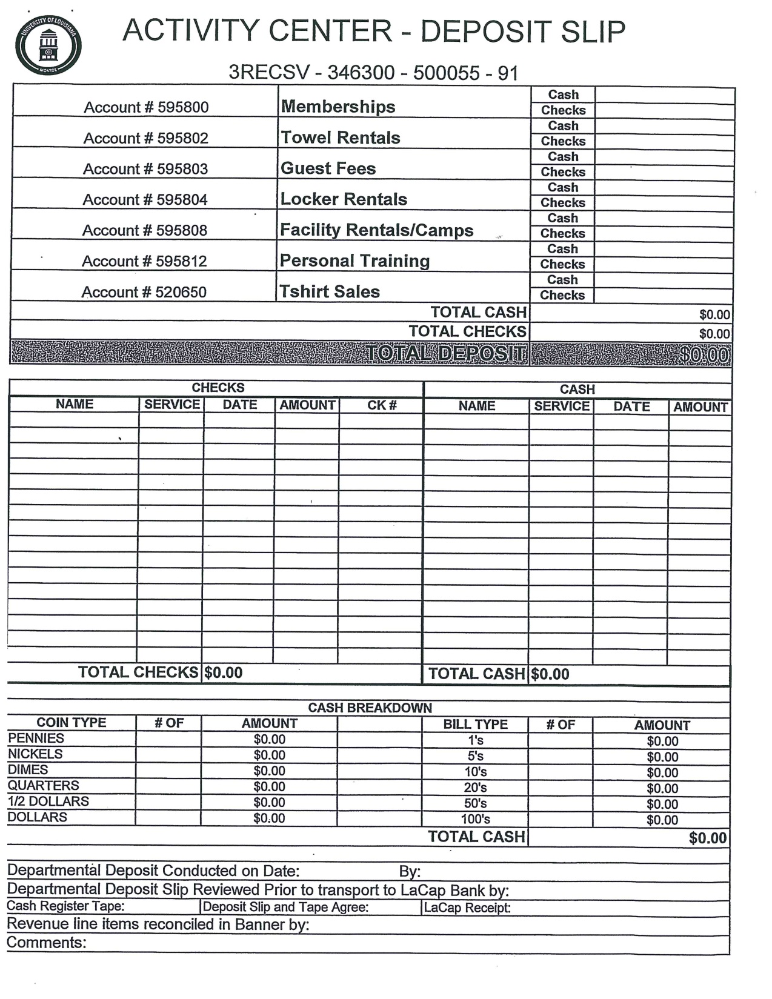 UNIVERSITY OF LOUISIANA
MONROE
ACTIVITY CENTER - DEPOSIT SLIP
3RECSV - 346300 - 500055 - 91
Account # 595800 Memberships Cash
Checks
Account # 595802 Towel Rentals Cash
Checks
Account # 595803 Guest Fees Cash
Checks
Account # 595804 Locker Rentals Cash
Checks
Account # 595808 Facility Rentals/Camps Cash
Checks
Account # 595812 Personal Training Cash
Checks
Account # 520650 Tshirt Sales Cash
Checks
TOTAL CASH $0.00
TOTAL CHECKS $0.00
TOTAL DEPOSIT $0.00
CHECKS CASH
NAME SERVICE DATE AMOUNT CK # NAME SERVICE DATE AMOUNT
TOTAL CHECKS $0.00 TOTAL CASH $0.00
CASH BREAKDOWN
COIN TYPE # OF AMOUNT BILL TYPE # OF AMOUNT
PENNIES $0.00 1's $0.00
NICKELS $0.00 5's $0.00
DIMES $0.00 10's $0.00
QUARTERS $0.00 20's $0.00
1/2 DOLLARS $0.00 50's $0.00
DOLLARS $0.00 100's $0.00
TOTAL CASH $0.00
Departmental Deposit Conducted on Date: By:
Departmental Deposit Slip Reviewed Prior to transport to LaCap Bank by:
Cash Register Tape: Deposit Slip and Tape Agree: LaCap Receipt:
Revenue line items reconciled in Banner by:
Comments: